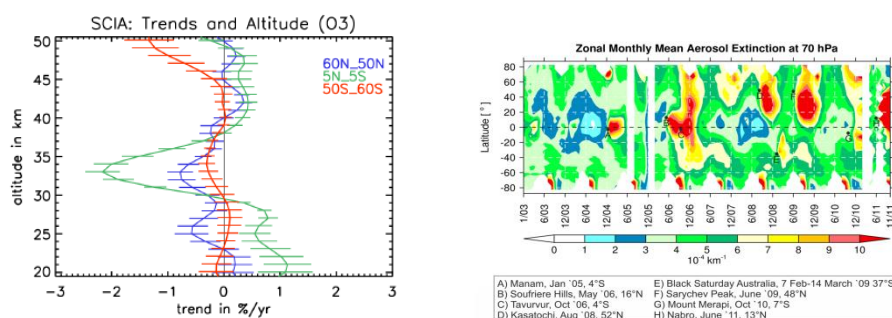 SCIA: Trends and Altitude (O3)
50
45
40
35
30
25
20
altitude in km
60N_50N
5N_5S
50S_60S
−3 −2 −1 0 1 2 3
trend in %/yr
Zonal Monthly Mean Aerosol Extinction at 70 hPa
80
60
40
20
0
-20
-40
-60
-80
Latitude [ ° ]
1/03 6/03 12/03 6/04 12/04 6/05 12/05 6/06 12/06 6/07 12/07 6/08 12/08 6/09 12/09 6/10 12/10 6/11 11/11
0 1 2 3 4 5 6 7 8 9 10
10⁻⁴ km⁻¹
A) Manam, Jan `05, 4°S
B) Soufriere Hills, May `06, 16°N
C) Tavurvur, Oct `06, 4°S
D) Kasatochi, Aug `08, 52°N
E) Black Saturday Australia, 7 Feb-14 March `09 37°S
F) Sarychev Peak, June `09, 48°N
G) Mount Merapi, Oct `10, 7°S
H) Nabro, June `11, 13°N